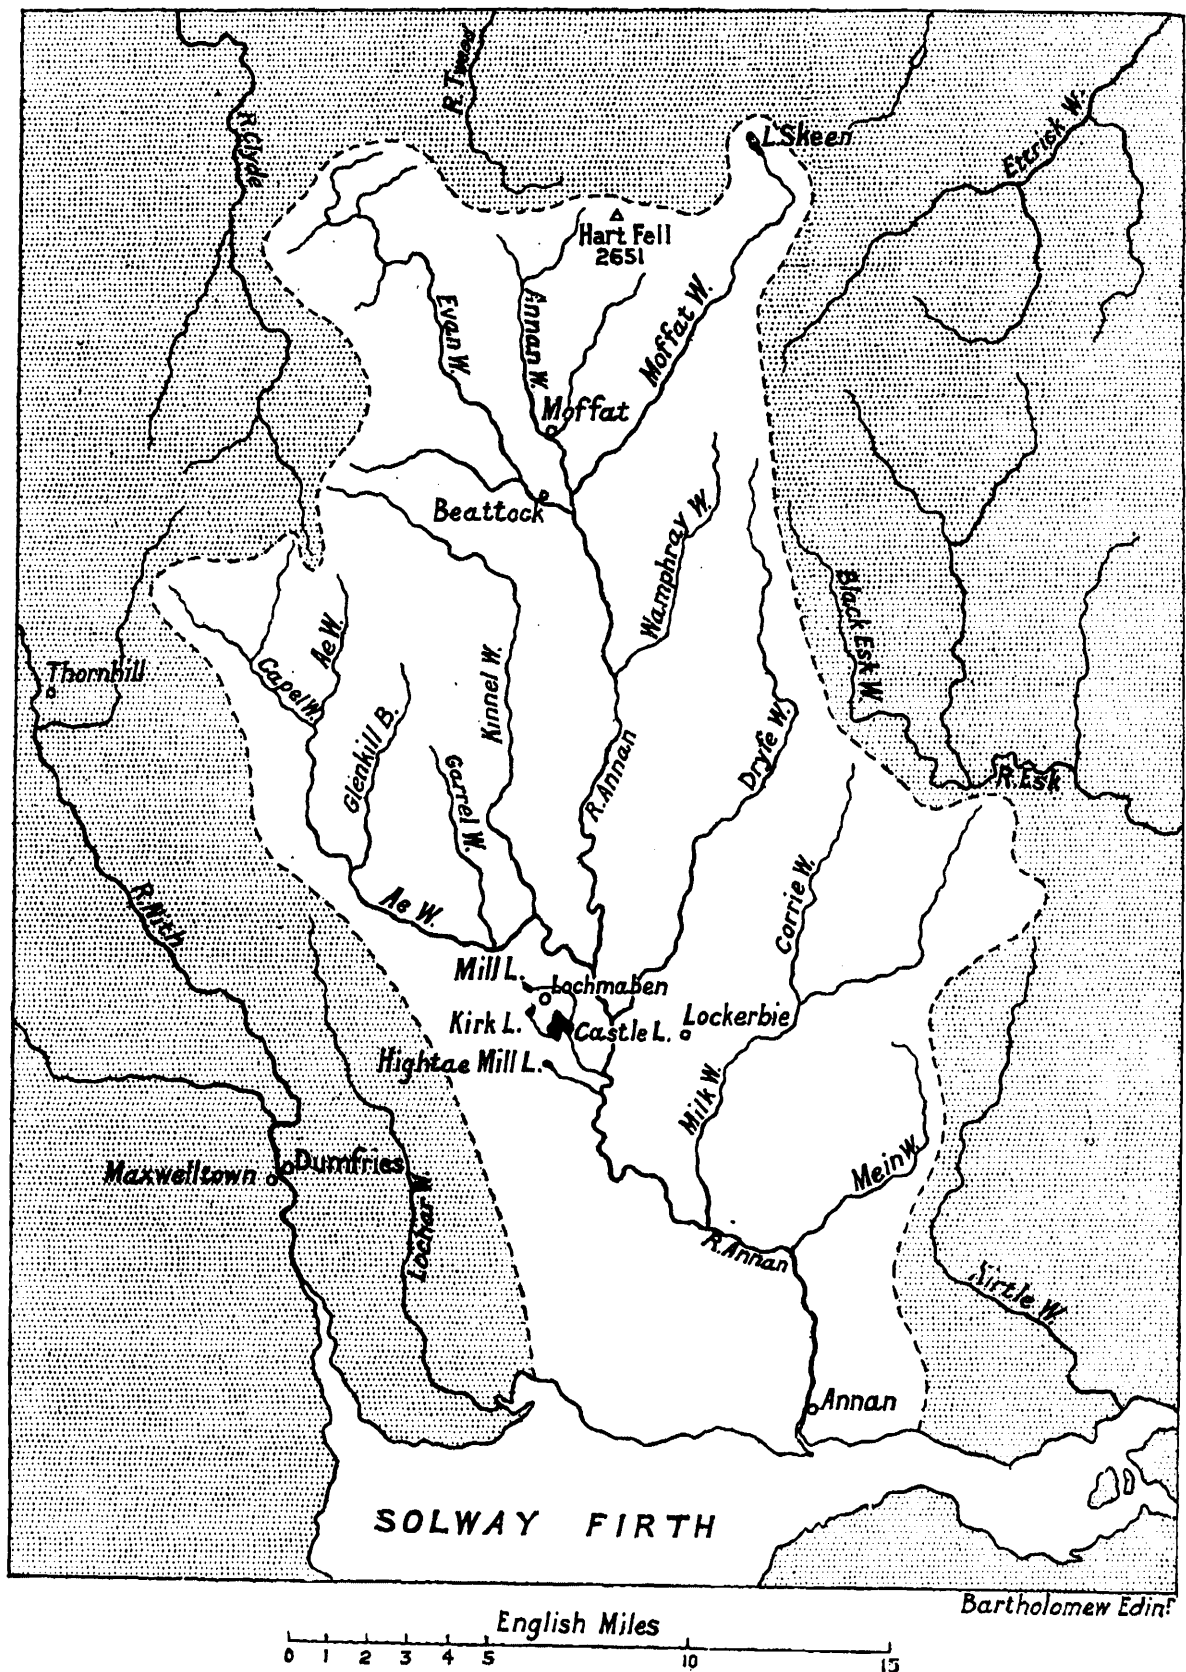 R. Tweed
R. Clyde
L. Skeen
Ettrick Wr.
Hart Fell
2651
Evan W.
Annan W.
Moffat W.
Moffat
Beattock
Wamphray W.
Black Esk W.
Ae W.
Capel W.
Thornhill
Kinnel W.
Glenkill B.
Garrel W.
R. Annan
Dryfe W.
R. Esk
R. Nith
Ae W.
Corrie W.
Mill L.
Lochmaben
Kirk L.
Castle L.
Lockerbie
Hightae Mill L.
Milk W.
Mein W.
Maxwelltown
Dumfries
Lochar W.
R. Annan
Kirtle W.
Annan
SOLWAY FIRTH
Bartholomew Edinr.
English Miles
0 1 2 3 4 5 10 15